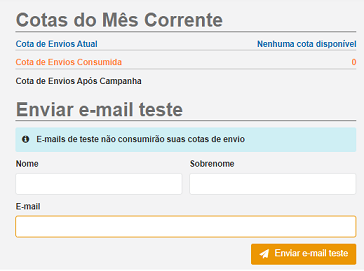 Cotas do Mês Corrente
Cota de Envios Atual Nenhuma cota disponível
Cota de Envios Consumida 0
Cota de Envios Após Campanha
Enviar e-mail teste
E-mails de teste não consumirão suas cotas de envio
Nome Sobrenome
E-mail
Enviar e-mail teste